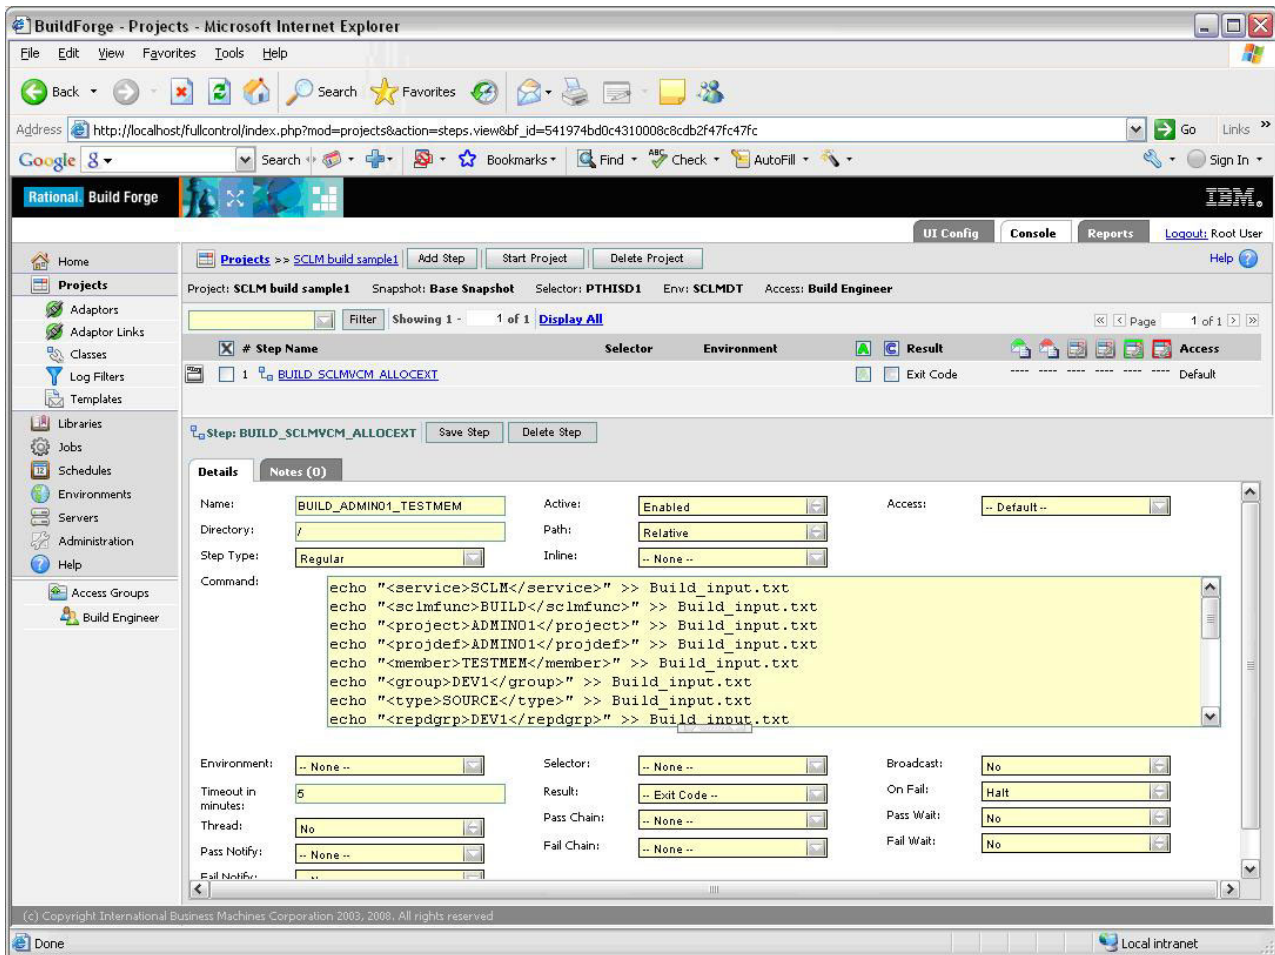 BuildForge - Projects - Microsoft Internet Explorer
File Edit View Favorites Tools Help
Back Search Favorites
Address http://localhost/fullcontrol/index.php?mod=projects&action=steps.view&bf_id=541974bd0c4310008c8cdb2f47fc47fc Go Links »
Google Search Bookmarks Find ABC Check AutoFill Sign In
Rational Build Forge IBM
UI Config Console Reports Logout: Root User
Home
Projects
Adaptors
Adaptor Links
Classes
Log Filters
Templates
Libraries
Jobs
Schedules
Environments
Servers
Administration
Help
Access Groups
Build Engineer
Projects >> SCLM build sample1 Add Step Start Project Delete Project Help
Project: SCLM build sample1 Snapshot: Base Snapshot Selector: PTHISD1 Env: SCLMDT Access: Build Engineer
Filter Showing 1 - 1 of 1 Display All Page 1 of 1
X # Step Name Selector Environment A C Result Access
1 BUILD_SCLMVCM_ALLOCEXT Exit Code ---- ---- ---- ---- ---- ---- Default
Step: BUILD_SCLMVCM_ALLOCEXT Save Step Delete Step
Details Notes (0)
Name: BUILD_ADMIN01_TESTMEM Active: Enabled Access: -- Default --
Directory: / Path: Relative
Step Type: Regular Inline: -- None --
Command:
echo "<service>SCLM</service>" >> Build_input.txt
echo "<sclmfunc>BUILD</sclmfunc>" >> Build_input.txt
echo "<project>ADMIN01</project>" >> Build_input.txt
echo "<projdef>ADMIN01</projdef>" >> Build_input.txt
echo "<member>TESTMEM</member>" >> Build_input.txt
echo "<group>DEV1</group>" >> Build_input.txt
echo "<type>SOURCE</type>" >> Build_input.txt
echo "<repdgrp>DEV1</repdgrp>" >> Build_input.txt
Environment: -- None -- Selector: -- None -- Broadcast: No
Timeout in minutes: 5 Result: -- Exit Code -- On Fail: Halt
Thread: No Pass Chain: -- None -- Pass Wait: No
Pass Notify: -- None -- Fail Chain: -- None -- Fail Wait: No
Fail Notify:
(c) Copyright International Business Machines Corporation 2003, 2008. All rights reserved
Done Local intranet